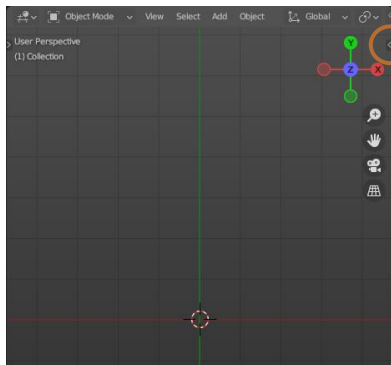 Object Mode View Select Add Object Global
User Perspective
(1) Collection
Y
Z X